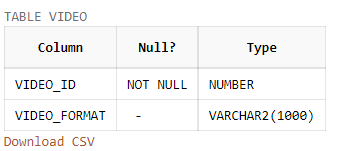 TABLE VIDEO
Column Null? Type
VIDEO_ID NOT NULL NUMBER
VIDEO_FORMAT - VARCHAR2(1000)
Download CSV